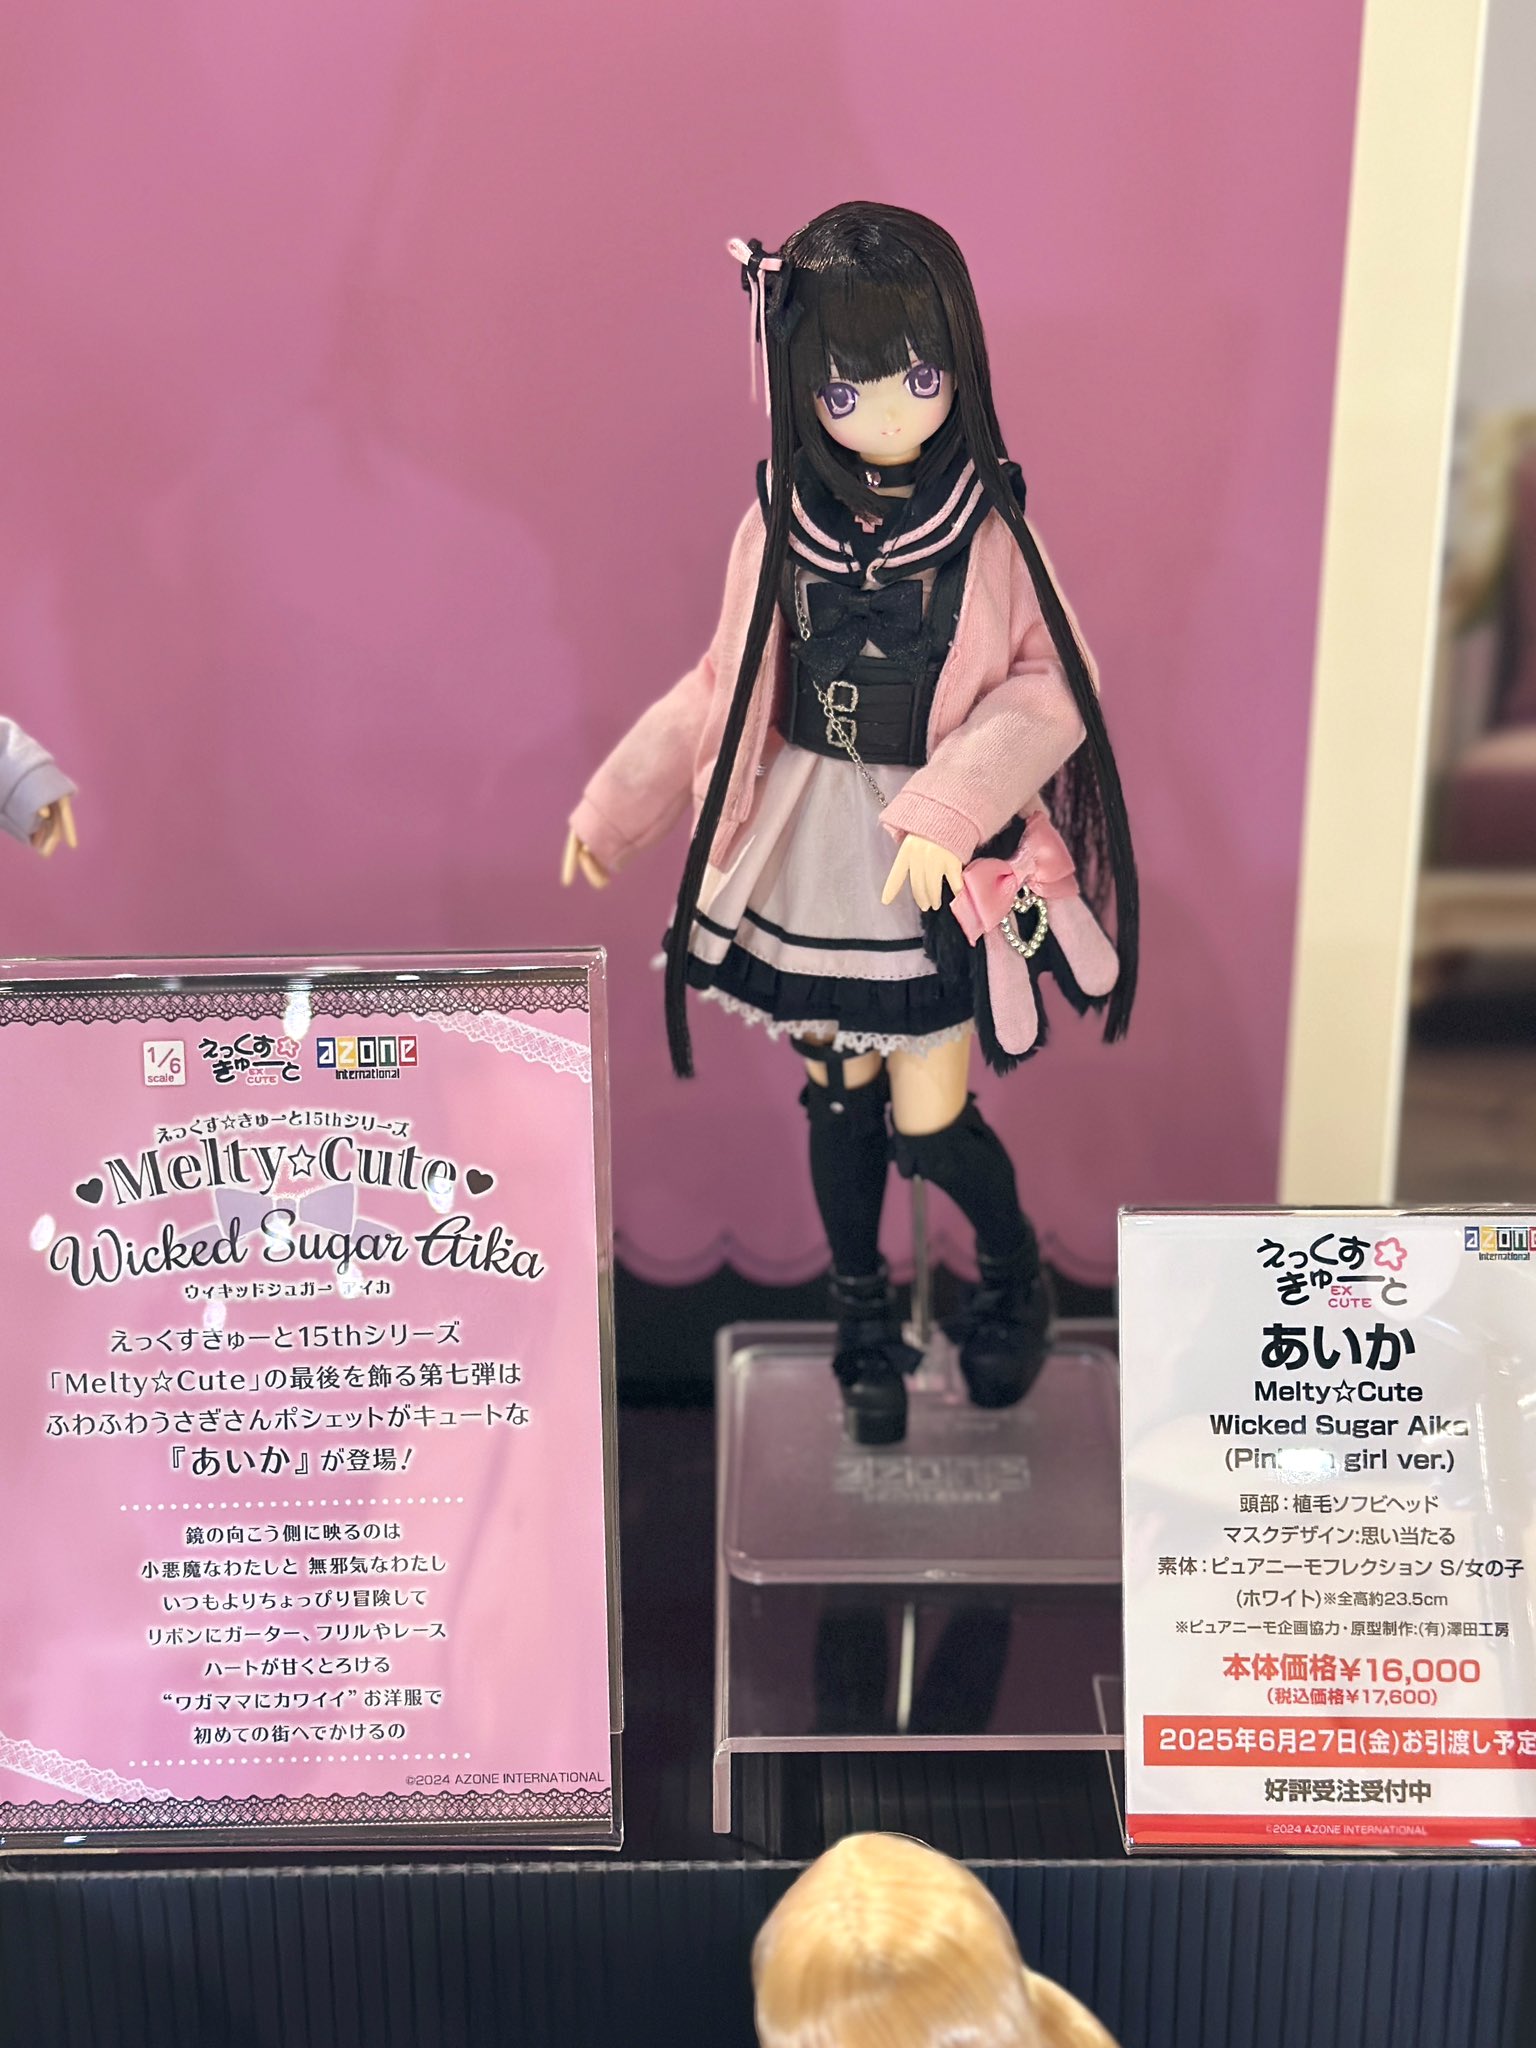 1/6
scale
えっくす
きゅーと
EX
CUTE
azone
international
えっくす☆きゅーと15thシリーズ
Melty☆Cute
Wicked Sugar Aika
ウィキッドシュガー アイカ
えっくすきゅーと15thシリーズ
「Melty☆Cute」の最後を飾る第七弾は
ふわふわうさぎさんポシェットがキュートな
『あいか』が登場!
鏡の向こう側に映るのは
小悪魔なわたしと 無邪気なわたし
いつもよりちょっぴり冒険して
リボンにガーター、フリルやレース
ハートが甘くとろける
“ワガママにカワイイ”お洋服で
初めての街へでかけるの
©2024 AZONE INTERNATIONAL
azone
international
えっくす
きゅーと
EX
CUTE
あいか
Melty☆Cute
Wicked Sugar Aika
girl ver.)
頭部:植毛ソフビヘッド
マスクデザイン:思い当たる
素体:ピュアニーモフレクション S/女の子
(ホワイト)※全高約23.5cm
※ピュアニーモ企画協力・原型制作:(有)澤田工房
本体価格¥16,000
(税込価格¥17,600)
2025年6月27日(金)お引渡し予定
好評受注受付中
©2024 AZONE INTERNATIONAL